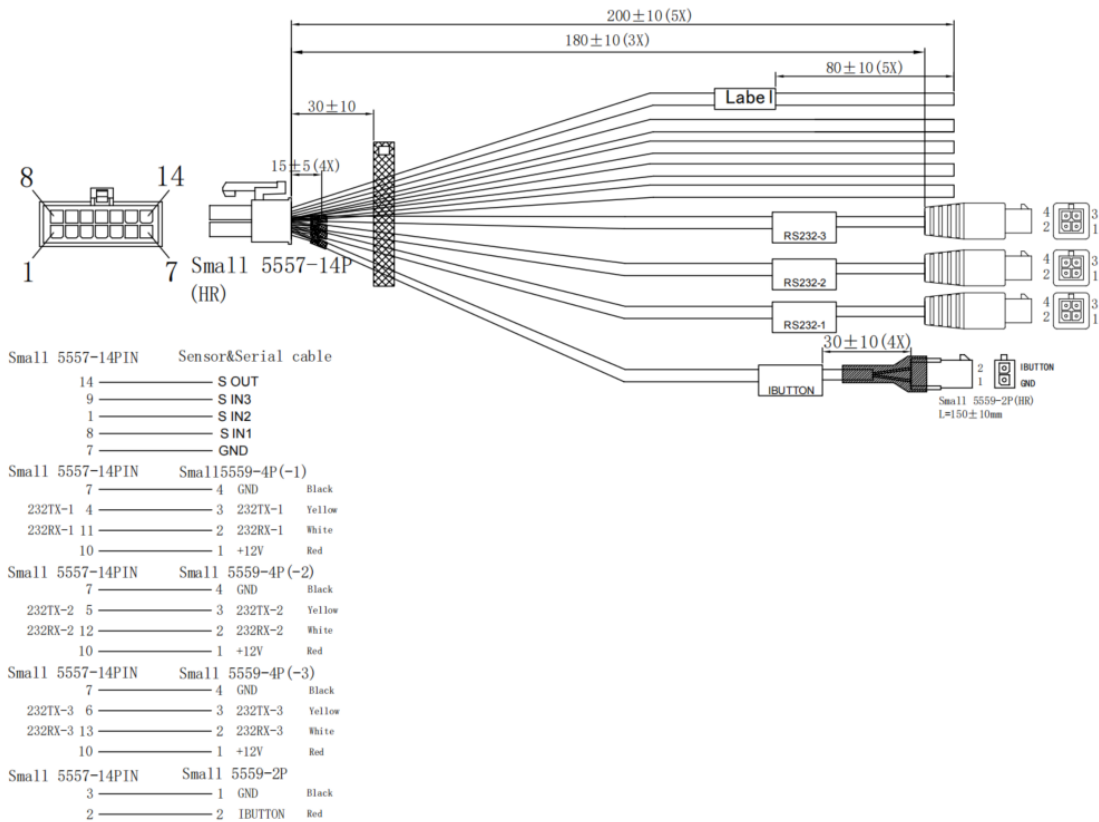 200±10(5X)
180±10(3X)
80±10(5X)
Label
30±10
15±5(4X)
8 14
1 7
Small 5557-14P
(HR)
RS232-3
4 3
2 1
RS232-2
4 3
2 1
RS232-1
4 3
2 1
30±10(4X)
IBUTTON
2 IBUTTON
1 GND
Small 5559-2P(HR)
L=150±10mm
Small 5557-14PIN Sensor&Serial cable
14 S OUT
9 S IN3
1 S IN2
8 S IN1
7 GND
Small 5557-14PIN Small5559-4P(-1)
7 4 GND Black
232TX-1 4 3 232TX-1 Yellow
232RX-1 11 2 232RX-1 White
10 1 +12V Red
Small 5557-14PIN Small 5559-4P(-2)
7 4 GND Black
232TX-2 5 3 232TX-2 Yellow
232RX-2 12 2 232RX-2 White
10 1 +12V Red
Small 5557-14PIN Small 5559-4P(-3)
7 4 GND Black
232TX-3 6 3 232TX-3 Yellow
232RX-3 13 2 232RX-3 White
10 1 +12V Red
Small 5557-14PIN Small 5559-2P
3 1 GND Black
2 2 IBUTTON Red